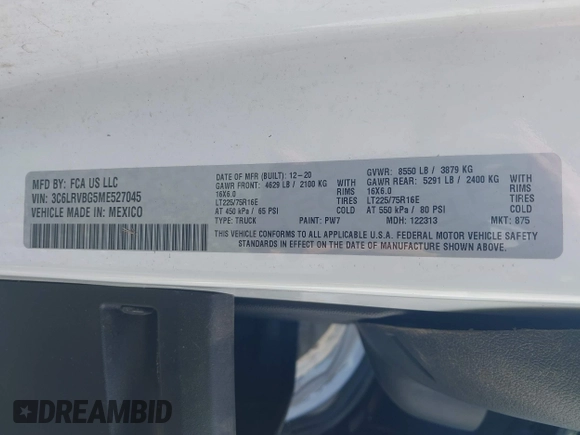 MFD BY: FCA US LLC
VIN: 3C6LRVBG5ME527045
VEHICLE MADE IN: MEXICO
DATE OF MFR (BUILT): 12-20
GAWR FRONT: 4629 LB / 2100 KG
16X6.0 RIMS
LT225/75R16E TIRES
AT 450 kPa / 65 PSI COLD
TYPE: TRUCK
GVWR: 8550 LB / 3879 KG
GAWR REAR: 5291 LB / 2400 KG
16X6.0 RIMS
LT225/75R16E TIRES
AT 550 kPa / 80 PSI COLD
PAINT: PW7 MDH: 122313 MKT: 875
THIS VEHICLE CONFORMS TO ALL APPLICABLE U.S.A. FEDERAL MOTOR VEHICLE SAFETY
STANDARDS IN EFFECT ON THE DATE OF MANUFACTURE SHOWN ABOVE.
DREAMBID